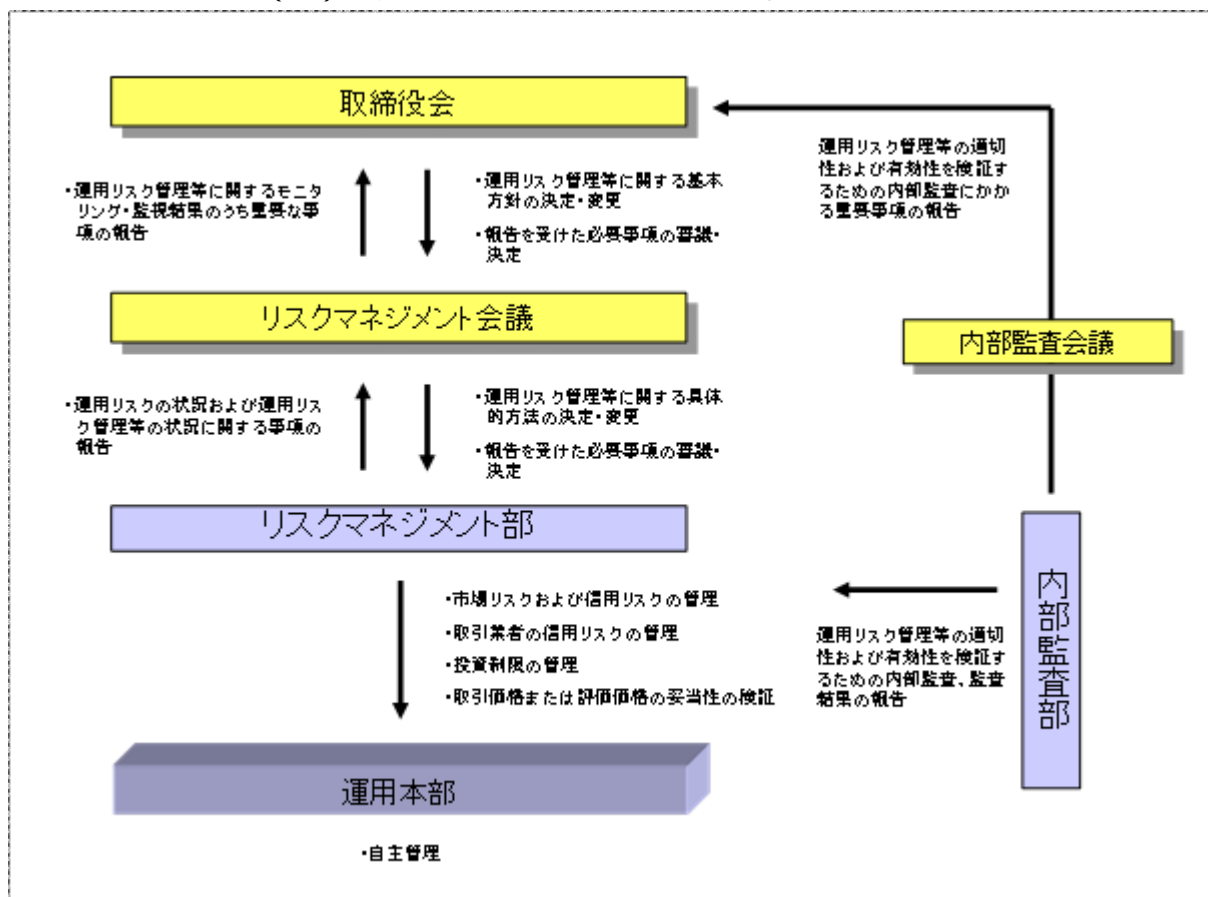 取締役会
・運用リスク管理等に関するモニ
タリング・監視結果のうち重要な事
項の報告
・運用リスク管理等に関する基本
方針の決定・変更
・報告を受けた必要事項の審議・
決定
運用リスク管理等の適切
性および有効性を検証す
るための内部監査にかか
る重要事項の報告
リスクマネジメント会議
内部監査会議
・運用リスクの状況および運用リス
ク管理等の状況に関する事項の
報告
・運用リスク管理等に関する具体
的方法の決定・変更
・報告を受けた必要事項の審議・
決定
リスクマネジメント部
・市場リスクおよび信用リスクの管理
・取引業者の信用リスクの管理
・投資制限の管理
・取引価格または評価価格の妥当性の検証
運用リスク管理等の適切
性および有効性を検証す
るための内部監査、監査
結果の報告
内部監査部
運用本部
・自主管理